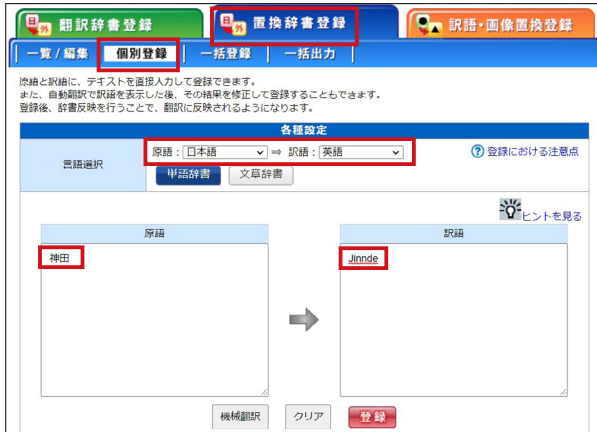 日外 翻訳辞書登録 日外 置換辞書登録 訳語・画像置換登録
一覧/編集 個別登録 一括登録 一括出力
原語と訳語に、テキストを直接入力して登録できます。
また、自動翻訳で訳語を表示した後、その結果を修正して登録することもできます。
登録後、辞書反映を行うことで、翻訳に反映されるようになります。
各種設定
言語選択 原語：日本語 ⇒ 訳語：英語 ? 登録における注意点
単語辞書 文章辞書
ヒントを見る
原語 訳語
神田 Jinnde
機械翻訳 クリア 登録